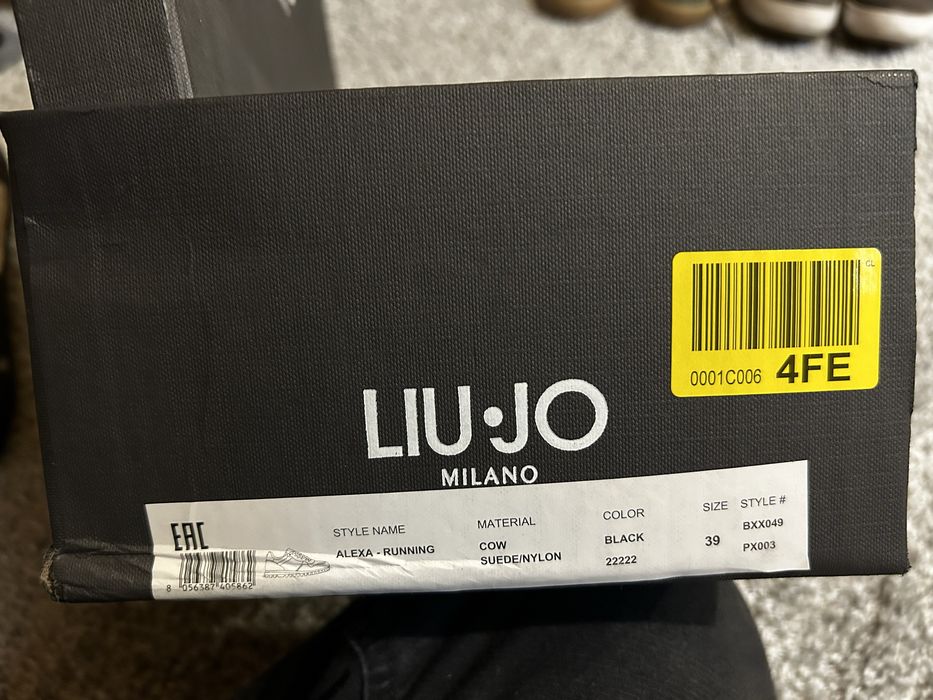 CL
0001C006 4FE
LIU·JO
MILANO
EAC
8 056387 405862
STYLE NAME
ALEXA - RUNNING
MATERIAL
COW
SUEDE/NYLON
COLOR
BLACK
22222
SIZE
39
STYLE #
BXX049
PX003